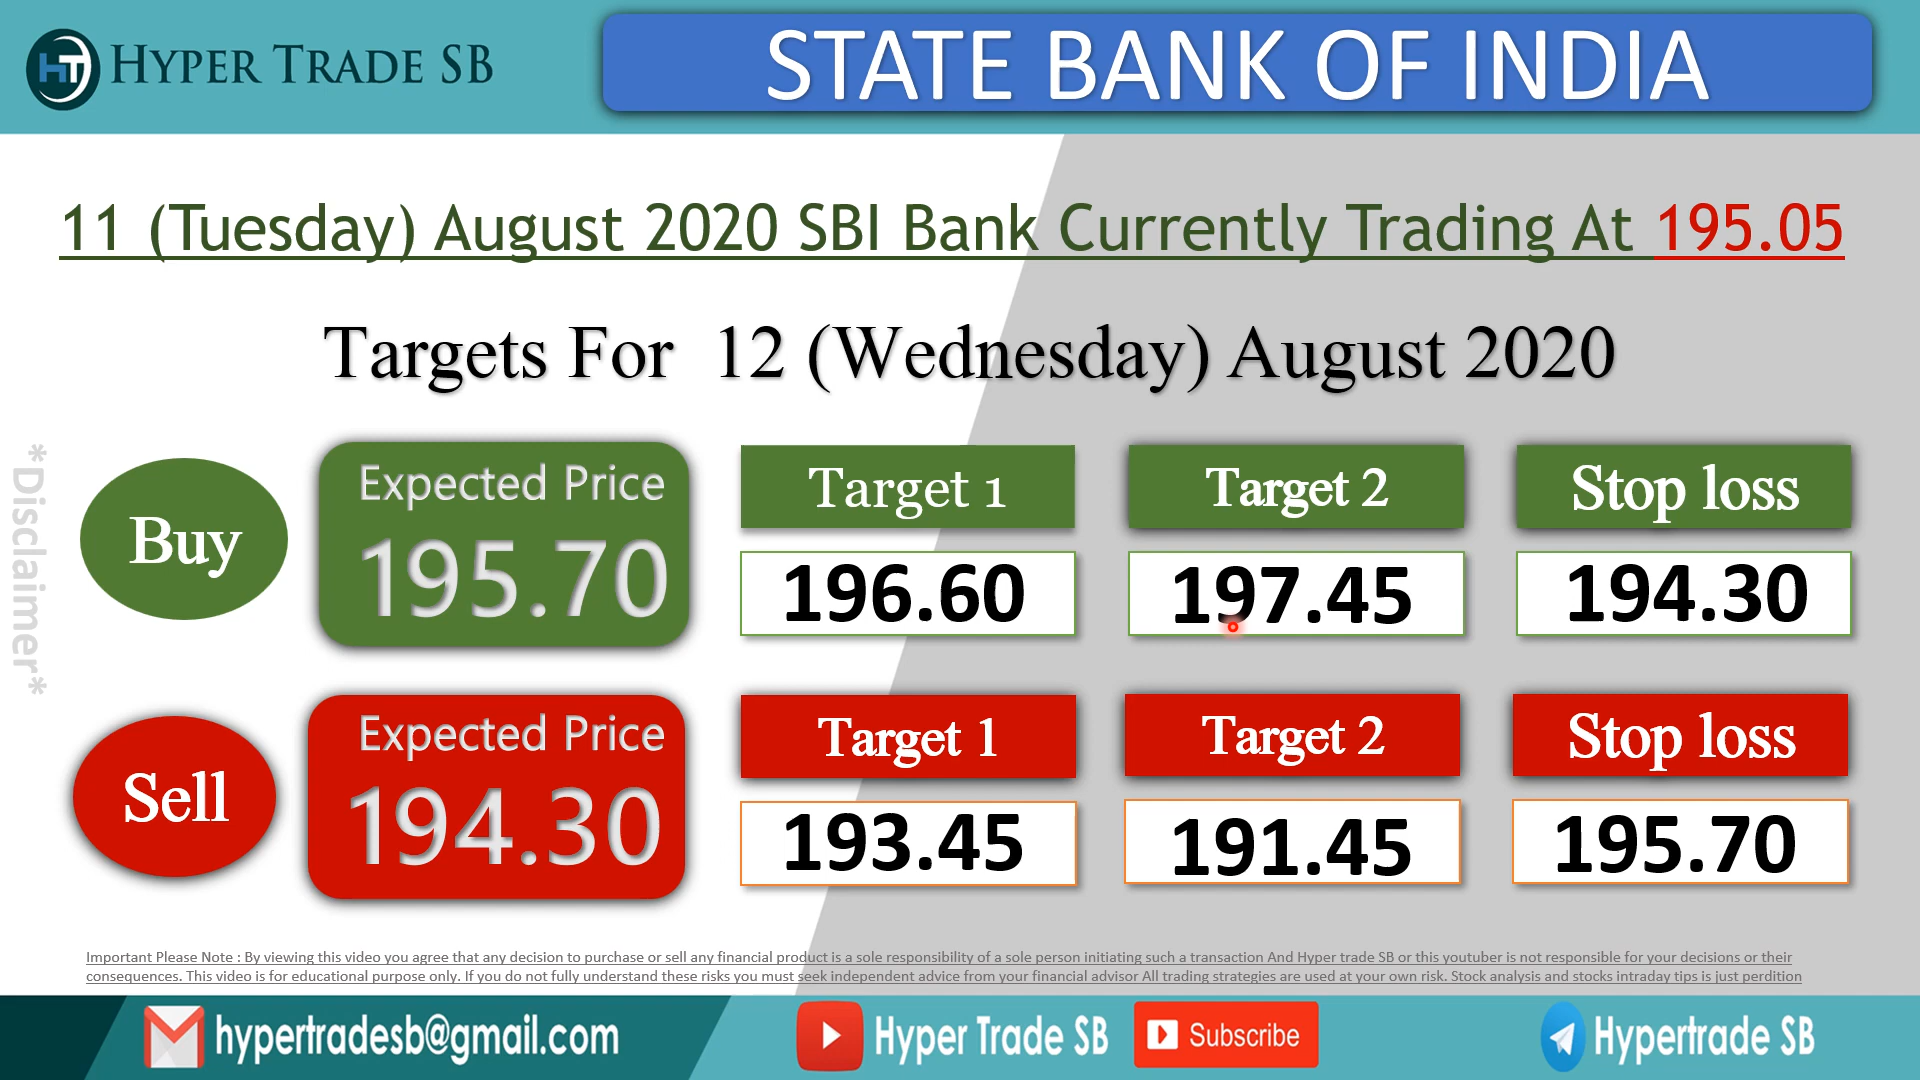 HT HYPER TRADE SB
STATE BANK OF INDIA
11 (Tuesday) August 2020 SBI Bank Currently Trading At 195.05
Targets For 12 (Wednesday) August 2020
*Disclaimer*
Buy
Expected Price
195.70
Target 1
196.60
Target 2
197.45
Stop loss
194.30
Sell
Expected Price
194.30
Target 1
193.45
Target 2
191.45
Stop loss
195.70
Important Please Note : By viewing this video you agree that any decision to purchase or sell any financial product is a sole responsibility of a sole person initiating such a transaction And Hyper trade SB or this youtuber is not responsible for your decisions or their
consequences. This video is for educational purpose only. If you do not fully understand these risks you must seek independent advice from your financial advisor All trading strategies are used at your own risk. Stock analysis and stocks intraday tips is just perdition
hypertradesb@gmail.com
Hyper Trade SB
Subscribe
Hypertrade SB